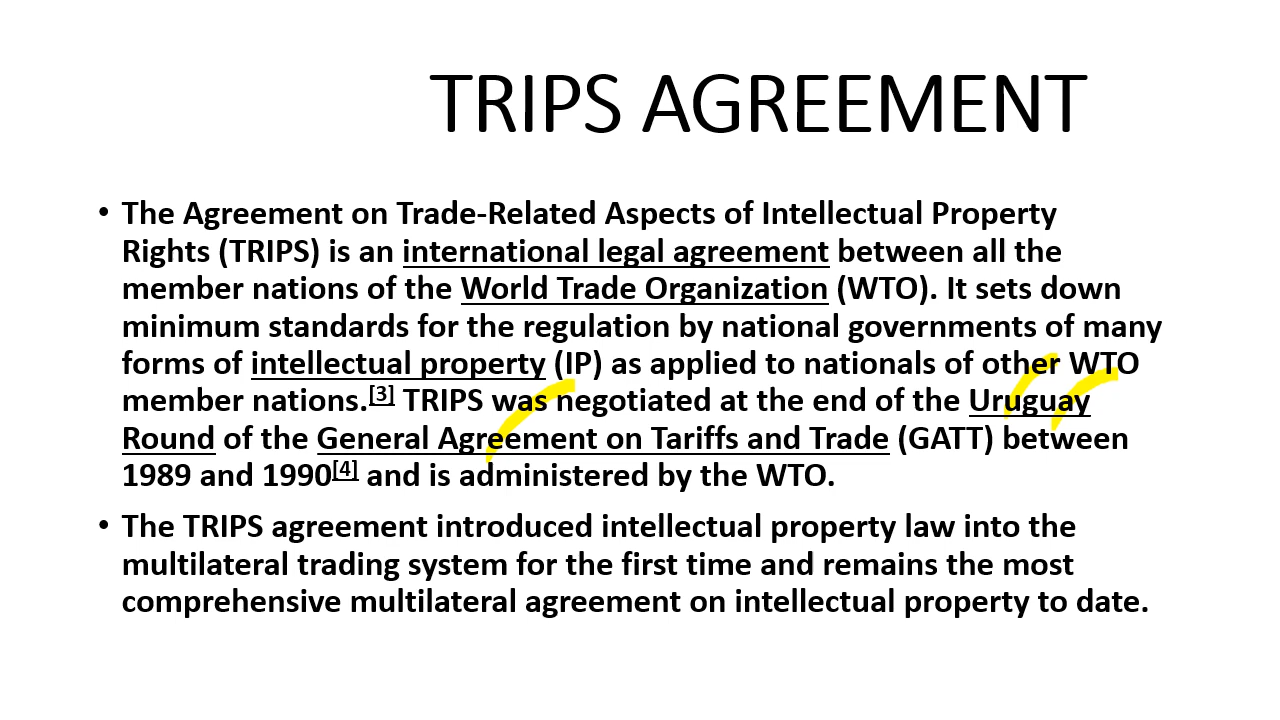 TRIPS AGREEMENT
• The Agreement on Trade-Related Aspects of Intellectual Property
Rights (TRIPS) is an international legal agreement between all the
member nations of the World Trade Organization (WTO). It sets down
minimum standards for the regulation by national governments of many
forms of intellectual property (IP) as applied to nationals of other WTO
member nations.[3] TRIPS was negotiated at the end of the Uruguay
Round of the General Agreement on Tariffs and Trade (GATT) between
1989 and 1990[4] and is administered by the WTO.
• The TRIPS agreement introduced intellectual property law into the
multilateral trading system for the first time and remains the most
comprehensive multilateral agreement on intellectual property to date.